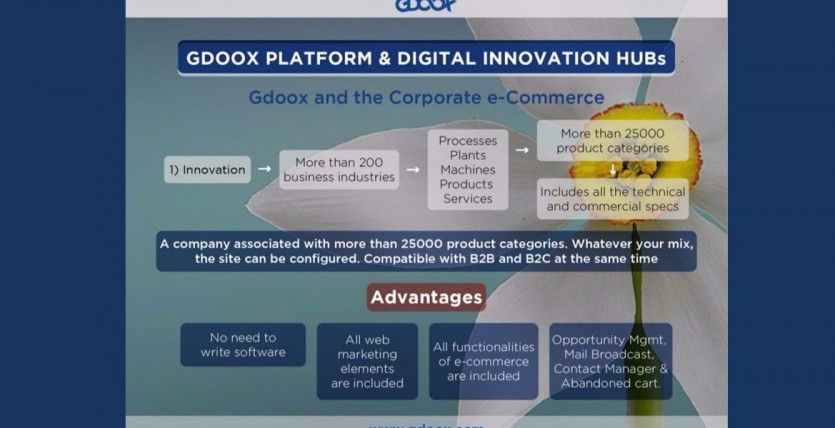 Gdoox
GDOOX PLATFORM & DIGITAL INNOVATION HUBs
Gdoox and the Corporate e-Commerce
1) Innovation
→
More than 200
business industries
→
Processes
Plants
Machines
Products
Services
→
More than 25000
product categories
↓
Includes all the technical
and commercial specs
A company associated with more than 25000 product categories. Whatever your mix,
the site can be configured. Compatible with B2B and B2C at the same time
Advantages
No need to
write software
All web
marketing
elements
are included
All functionalities
of e-commerce
are included
Opportunity Mgmt,
Mail Broadcast,
Contact Manager &
Abandoned cart.
www.gdoox.com